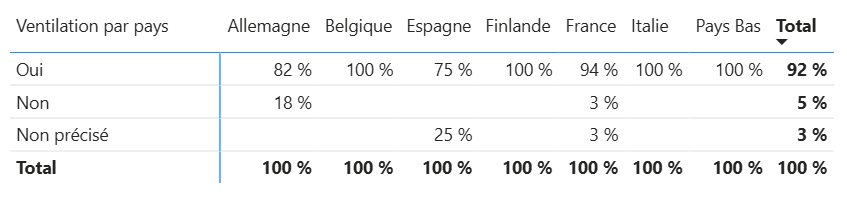 Ventilation par pays Allemagne Belgique Espagne Finlande France Italie Pays Bas Total
Oui 82 % 100 % 75 % 100 % 94 % 100 % 100 % 92 %
Non 18 % 3 % 5 %
Non précisé 25 % 3 % 3 %
Total 100 % 100 % 100 % 100 % 100 % 100 % 100 % 100 %